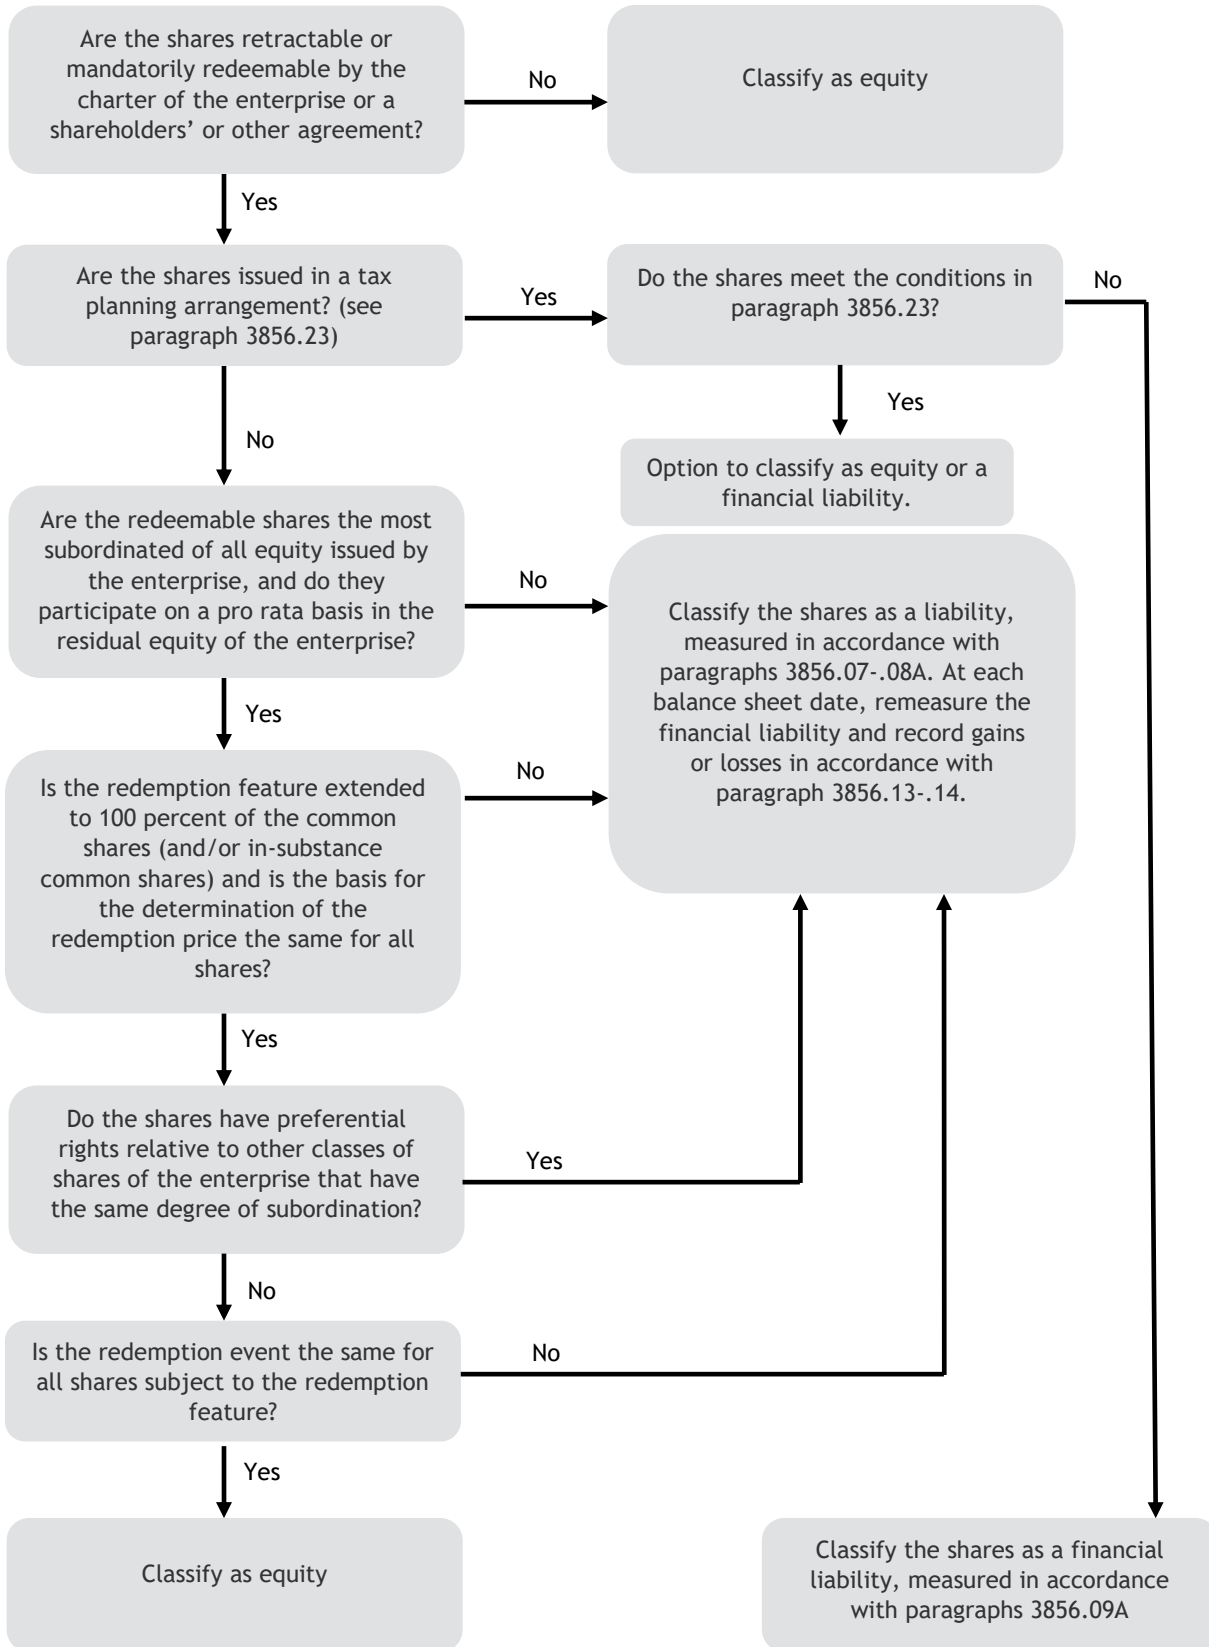 Are the shares retractable or
mandatorily redeemable by the
charter of the enterprise or a
shareholders’ or other agreement?
No
Classify as equity
Yes
Are the shares issued in a tax
planning arrangement? (see
paragraph 3856.23)
Yes
Do the shares meet the conditions in
paragraph 3856.23?
No
Yes
Option to classify as equity or a
financial liability.
No
Are the redeemable shares the most
subordinated of all equity issued by
the enterprise, and do they
participate on a pro rata basis in the
residual equity of the enterprise?
No
Classify the shares as a liability,
measured in accordance with
paragraphs 3856.07-.08A. At each
balance sheet date, remeasure the
financial liability and record gains
or losses in accordance with
paragraph 3856.13-.14.
Yes
Is the redemption feature extended
to 100 percent of the common
shares (and/or in-substance
common shares) and is the basis for
the determination of the
redemption price the same for all
shares?
No
Yes
Do the shares have preferential
rights relative to other classes of
shares of the enterprise that have
the same degree of subordination?
Yes
No
Is the redemption event the same for
all shares subject to the redemption
feature?
No
Yes
Classify as equity
Classify the shares as a financial
liability, measured in accordance
with paragraphs 3856.09A